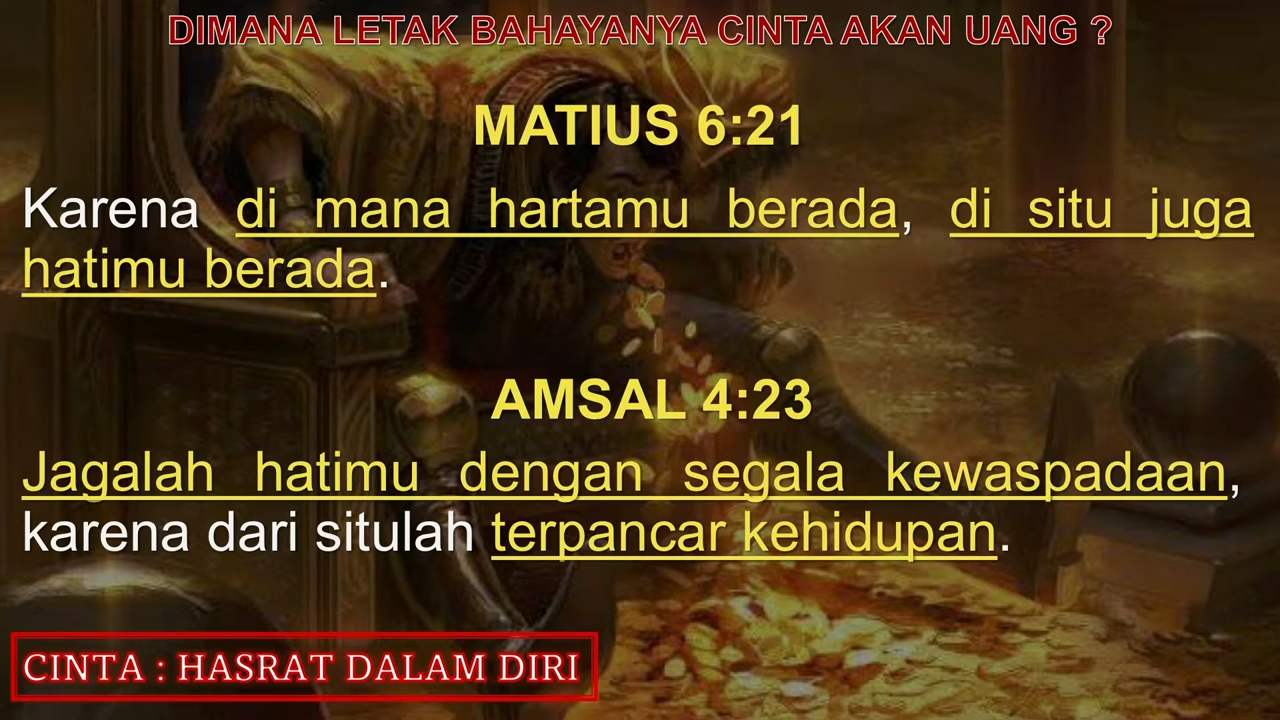 DIMANA LETAK BAHAYANYA CINTA AKAN UANG ?
MATIUS 6:21
Karena di mana hartamu berada, di situ juga
hatimu berada.
AMSAL 4:23
Jagalah hatimu dengan segala kewaspadaan,
karena dari situlah terpancar kehidupan.
CINTA : HASRAT DALAM DIRI